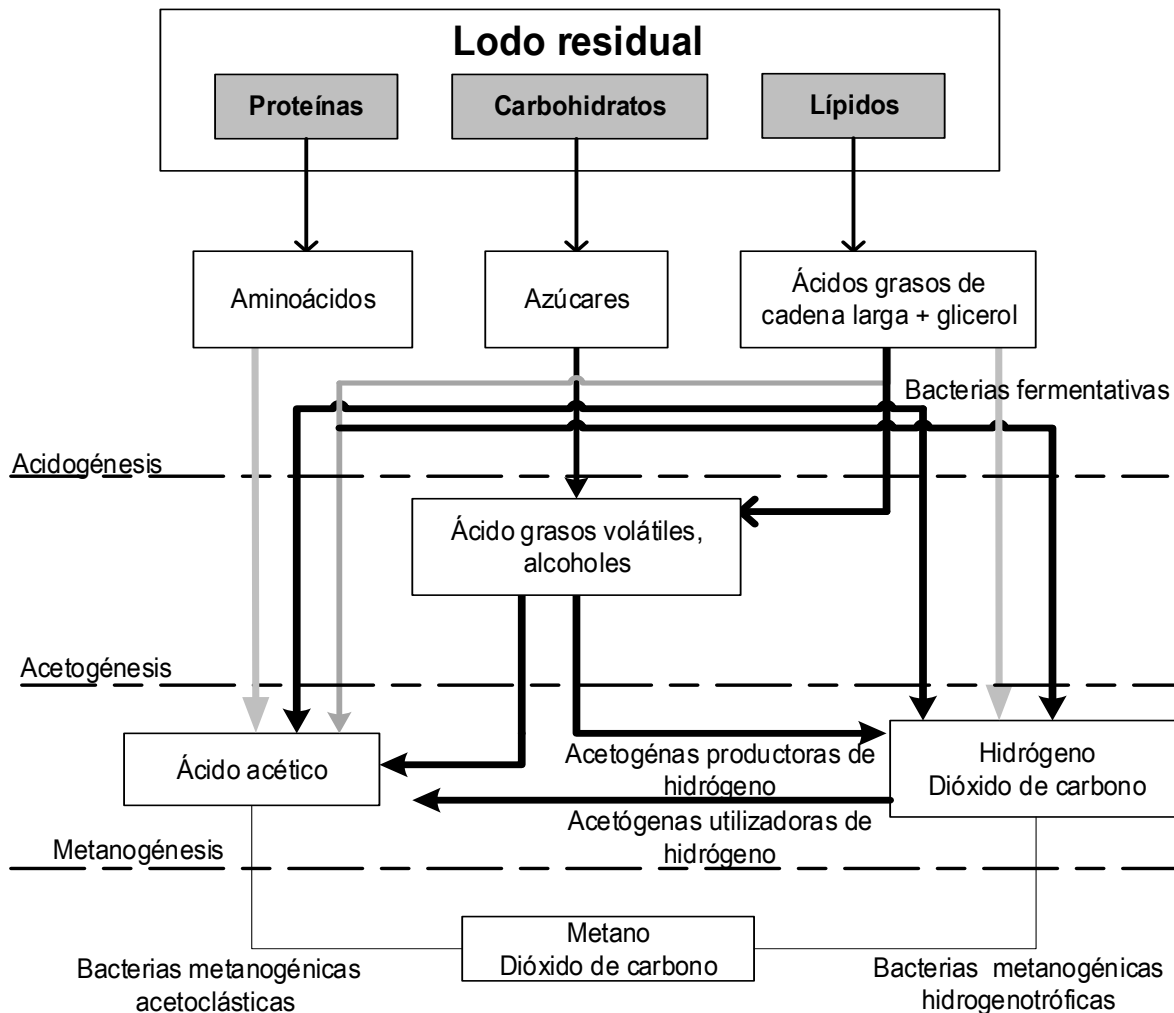 Lodo residual
Proteínas
Carbohidratos
Lípidos
Aminoácidos
Azúcares
Ácidos grasos de
cadena larga + glicerol
Bacterias fermentativas
Acidogénesis
Ácido grasos volátiles,
alcoholes
Acetogénesis
Ácido acético
Acetogénas productoras de
hidrógeno
Hidrógeno
Dióxido de carbono
Acetógenas utilizadoras de
hidrógeno
Metanogénesis
Metano
Dióxido de carbono
Bacterias metanogénicas
acetoclásticas
Bacterias metanogénicas
hidrogenotróficas